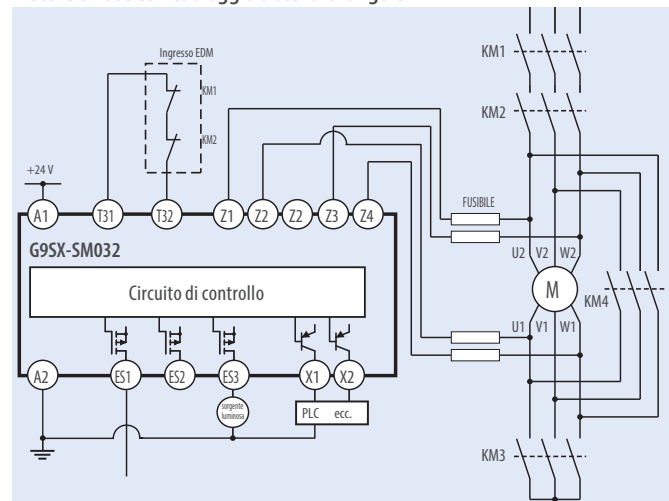 KM1
Ingresso EDM
KM1
KM2
KM2
+24 V
FUSIBILE
A1 T31 T32 Z1 Z2 Z2 Z3 Z4
G9SX-SM032
U2 V2 W2
Circuito di controllo
M
KM4
U1 V1 W1
A2 ES1 ES2 ES3 X1 X2
sorgente
luminosa
PLC ecc.
KM3